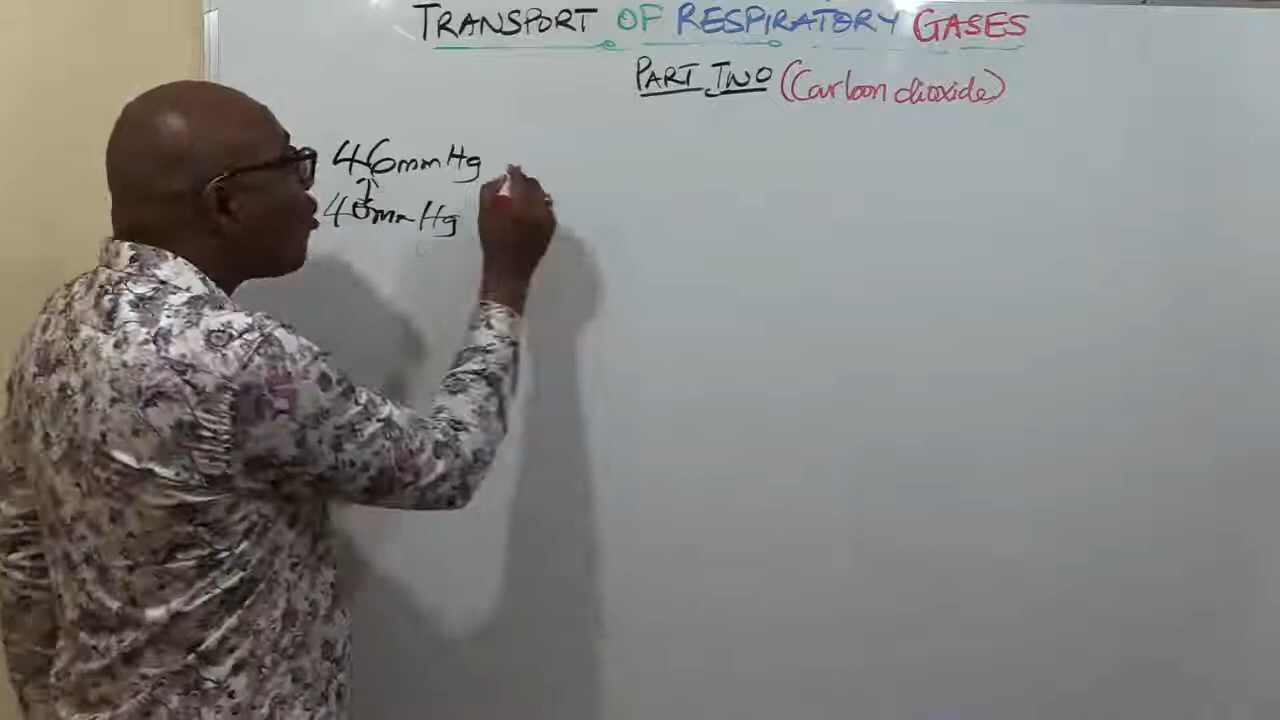 TRANSPORT OF RESPIRATORY GASES
PART TWO (Carbon dioxide)
46mmHg
40mmHg